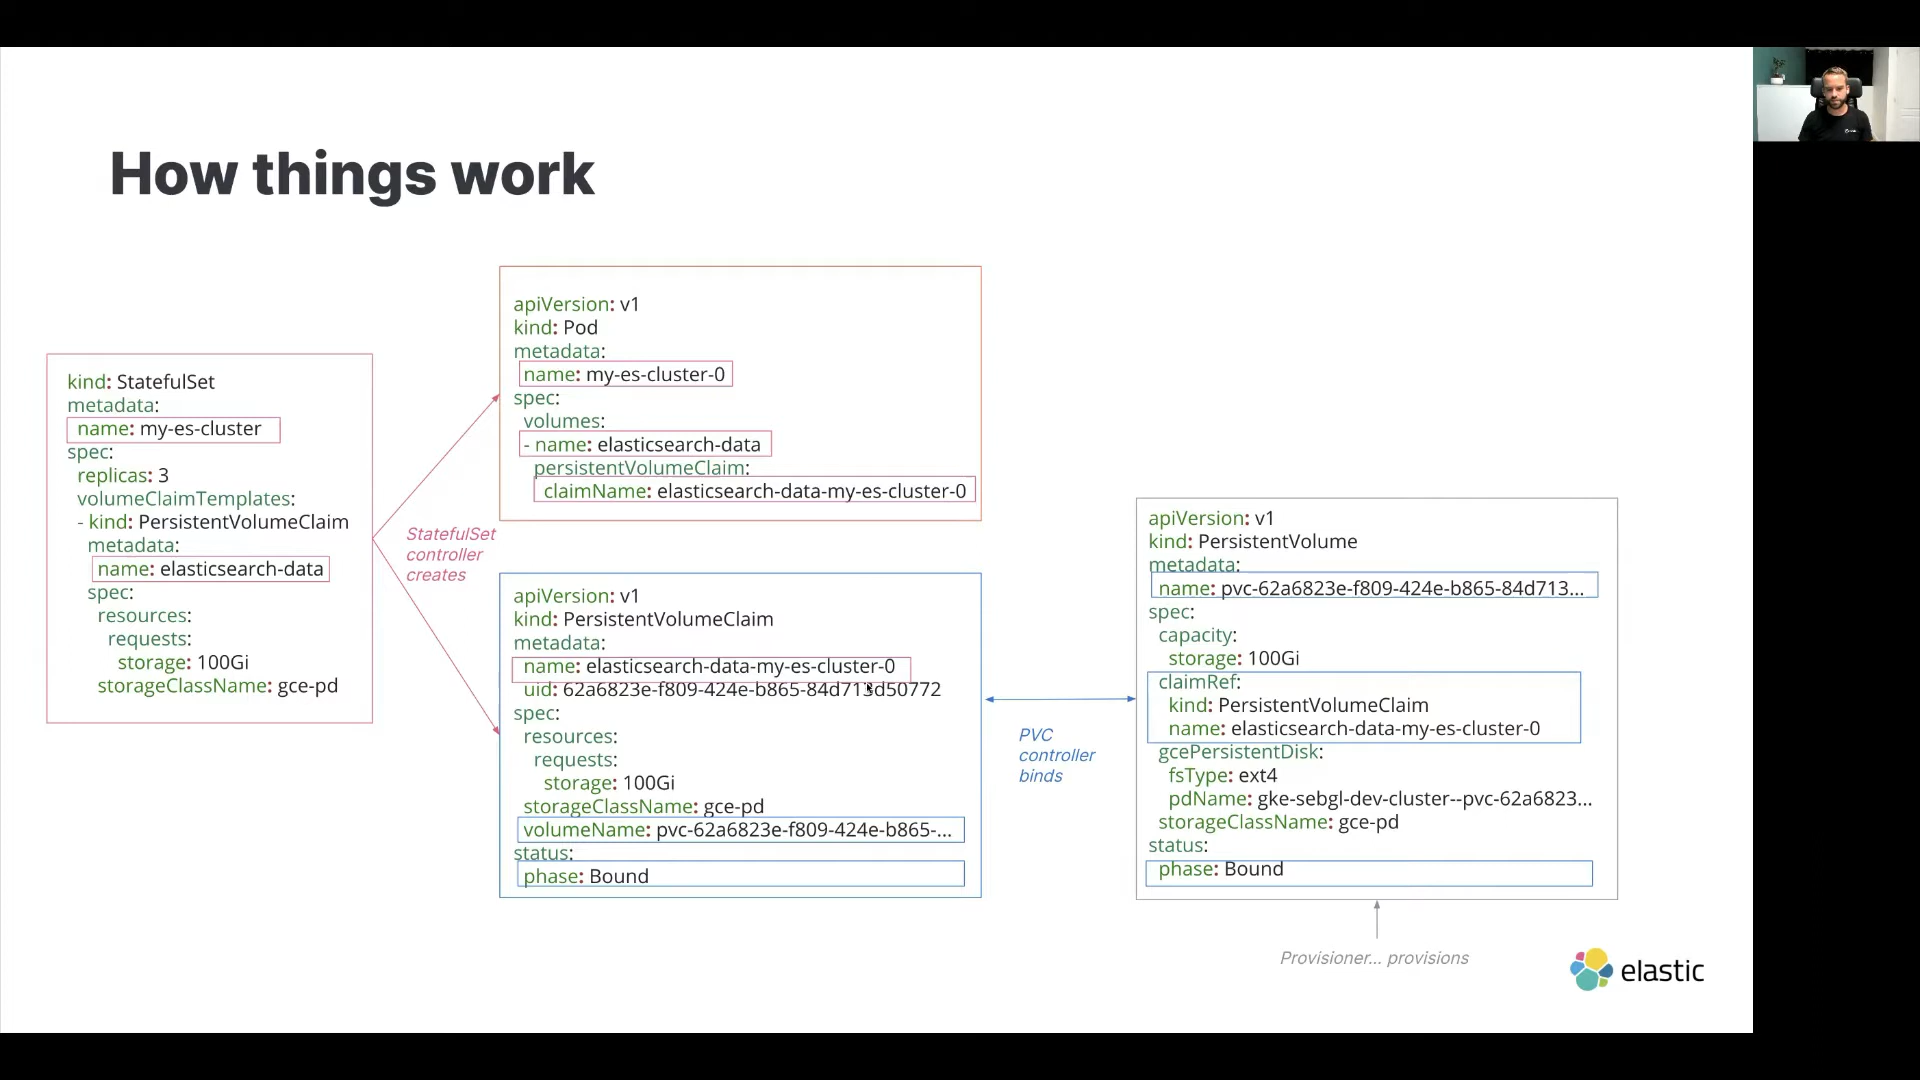 How things work
kind: StatefulSet
metadata:
name: my-es-cluster
spec:
replicas: 3
volumeClaimTemplates:
- kind: PersistentVolumeClaim
metadata:
name: elasticsearch-data
spec:
resources:
requests:
storage: 100Gi
storageClassName: gce-pd
StatefulSet
controller
creates
apiVersion: v1
kind: Pod
metadata:
name: my-es-cluster-0
spec:
volumes:
- name: elasticsearch-data
persistentVolumeClaim:
claimName: elasticsearch-data-my-es-cluster-0
apiVersion: v1
kind: PersistentVolumeClaim
metadata:
name: elasticsearch-data-my-es-cluster-0
uid: 62a6823e-f809-424e-b865-84d713d50772
spec:
resources:
requests:
storage: 100Gi
storageClassName: gce-pd
volumeName: pvc-62a6823e-f809-424e-b865-...
status:
phase: Bound
PVC
controller
binds
apiVersion: v1
kind: PersistentVolume
metadata:
name: pvc-62a6823e-f809-424e-b865-84d713...
spec:
capacity:
storage: 100Gi
claimRef:
kind: PersistentVolumeClaim
name: elasticsearch-data-my-es-cluster-0
gcePersistentDisk:
fsType: ext4
pdName: gke-sebgl-dev-cluster--pvc-62a6823...
storageClassName: gce-pd
status:
phase: Bound
Provisioner... provisions
elastic